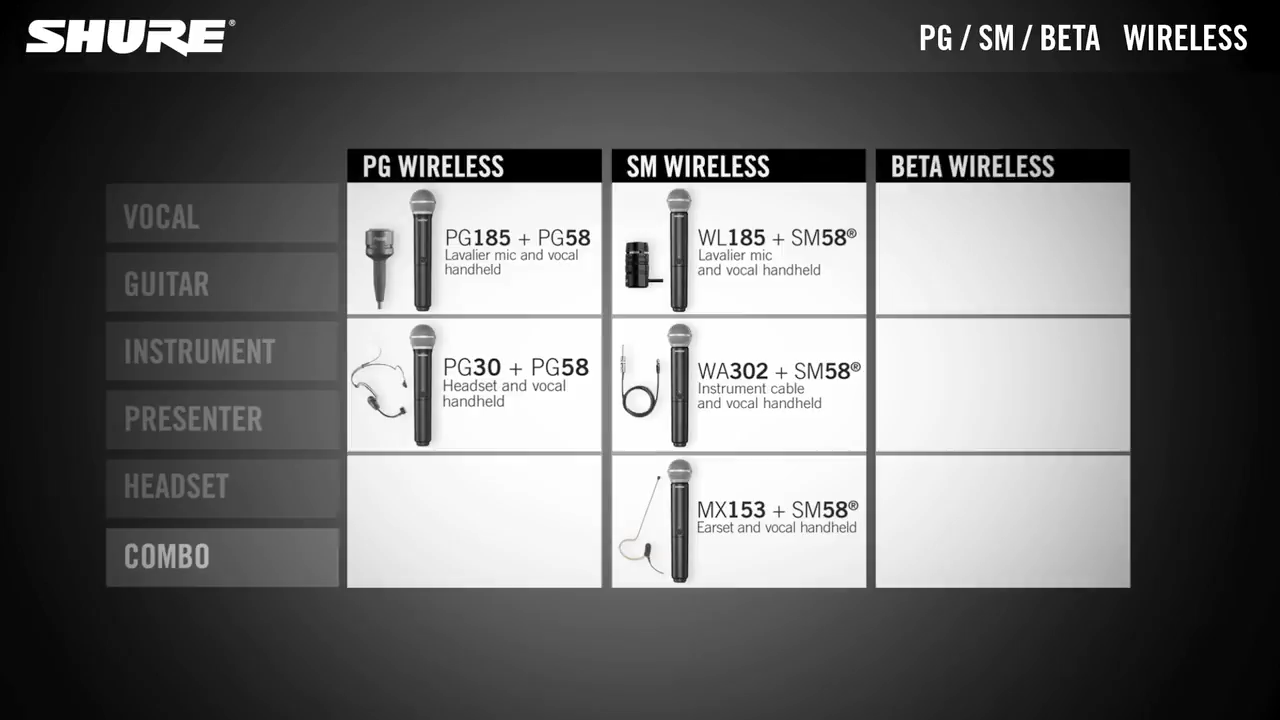 SHURE®
PG / SM / BETA WIRELESS
PG WIRELESS
SM WIRELESS
BETA WIRELESS
VOCAL
GUITAR
INSTRUMENT
PRESENTER
HEADSET
COMBO
PG185 + PG58
Lavalier mic and vocal
handheld
WL185 + SM58®
Lavalier mic
and vocal handheld
PG30 + PG58
Headset and vocal
handheld
WA302 + SM58®
Instrument cable
and vocal handheld
MX153 + SM58®
Earset and vocal handheld